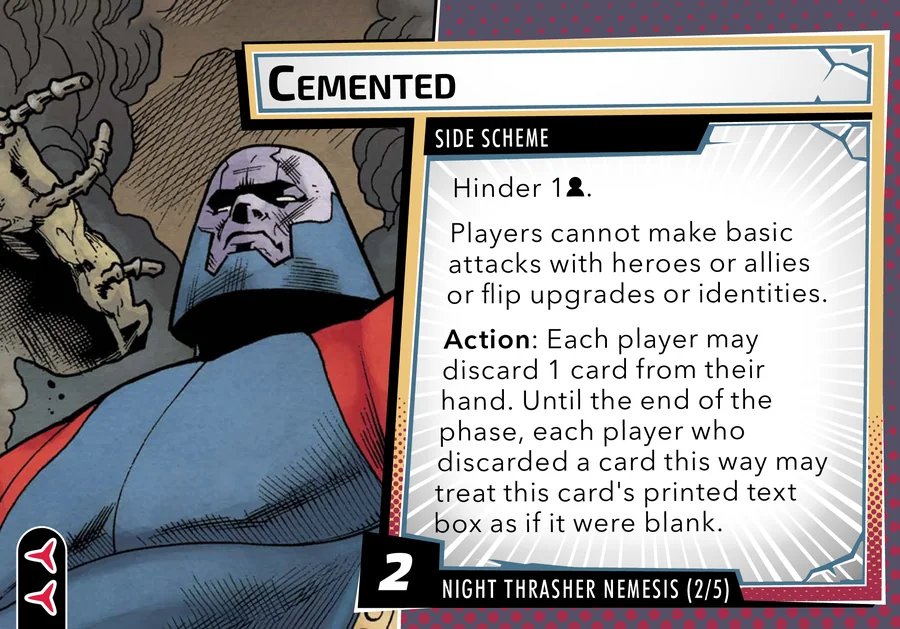 CEMENTED
SIDE SCHEME
Hinder 1.
Players cannot make basic
attacks with heroes or allies
or flip upgrades or identities.
Action: Each player may
discard 1 card from their
hand. Until the end of the
phase, each player who
discarded a card this way may
treat this card's printed text
box as if it were blank.
2
NIGHT THRASHER NEMESIS (2/5)